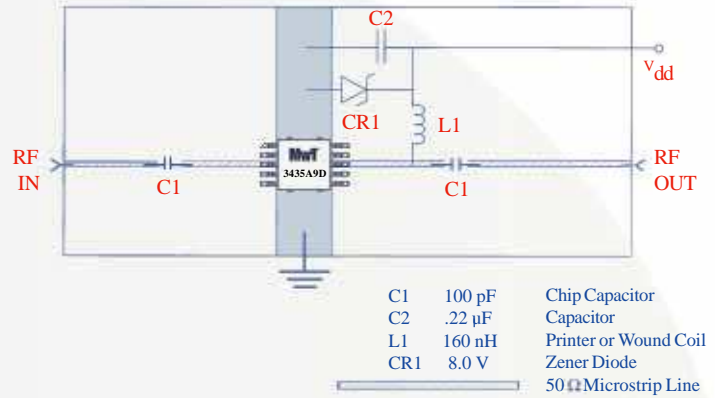 C2
Vdd
CR1
L1
RF
IN
C1
MwT
3435A9D
C1
RF
OUT
C1 100 pF Chip Capacitor
C2 .22 µF Capacitor
L1 160 nH Printer or Wound Coil
CR1 8.0 V Zener Diode
50 Ω Microstrip Line